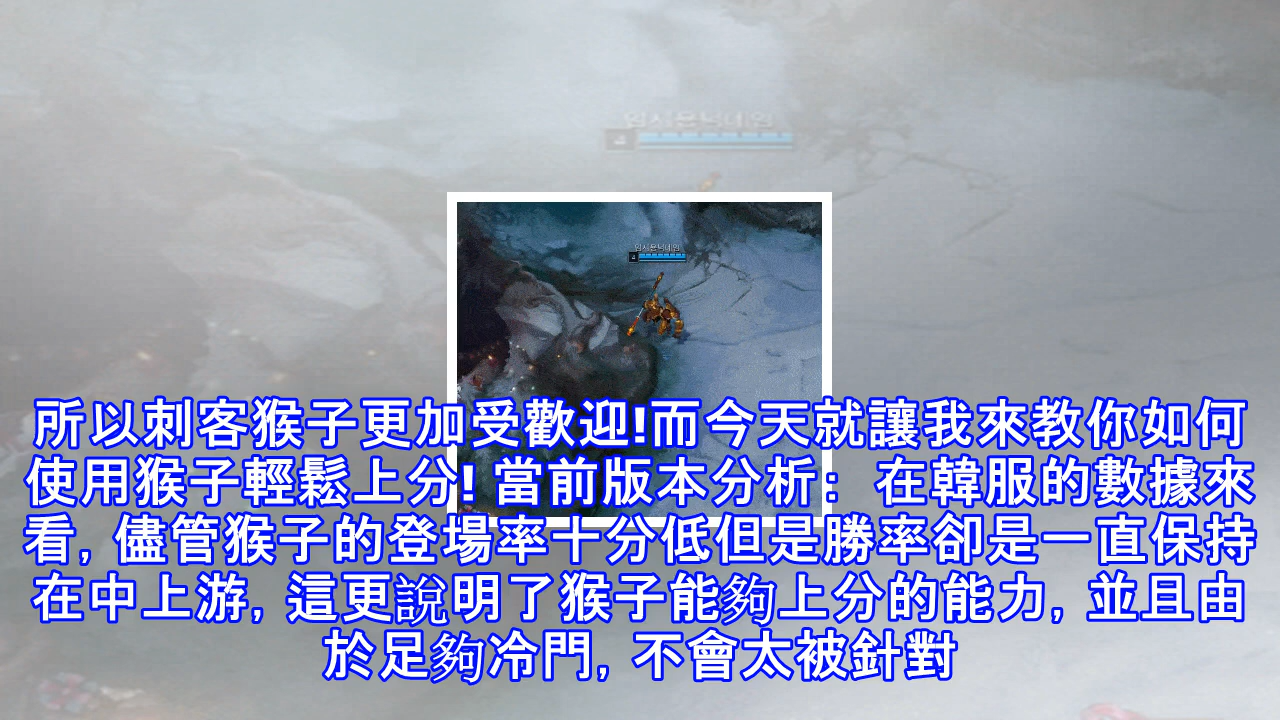 所以刺客猴子更加受歡迎!而今天就讓我來教你如何
使用猴子輕鬆上分! 當前版本分析: 在韓服的數據來
看, 儘管猴子的登場率十分低但是勝率卻是一直保持
在中上游, 這更說明了猴子能夠上分的能力, 並且由
於足夠冷門, 不會太被針對